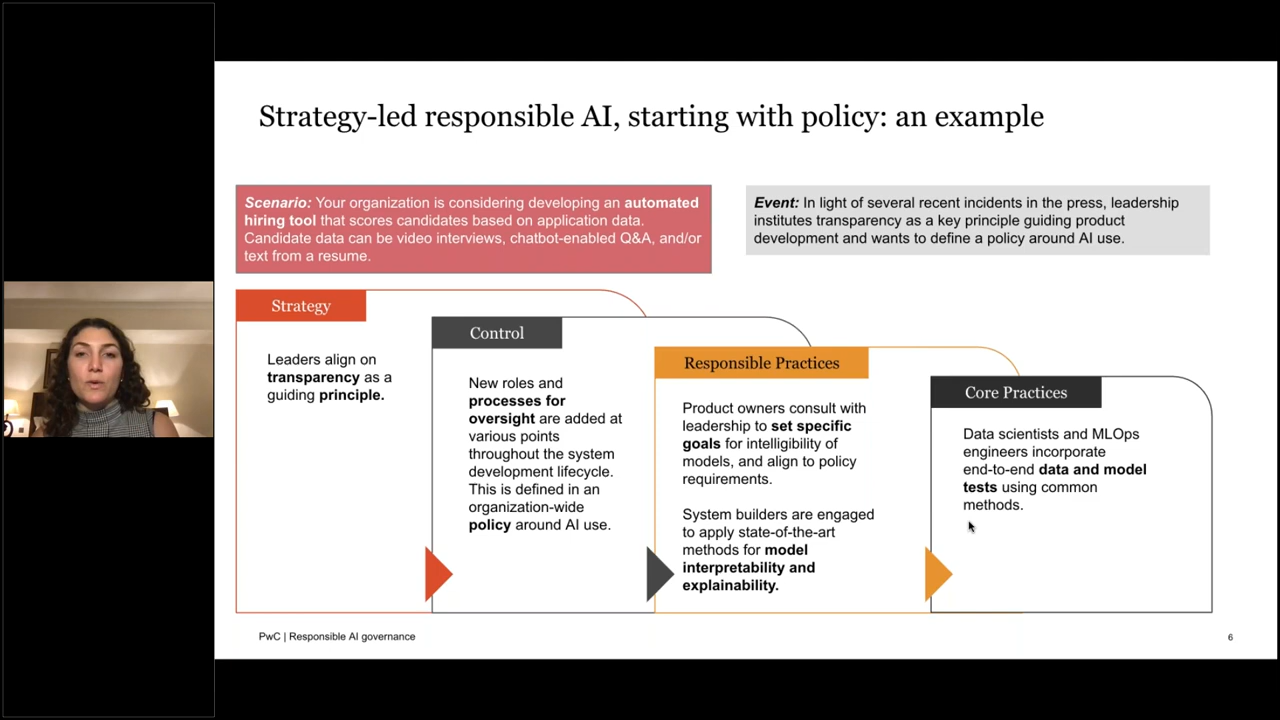 Strategy-led responsible AI, starting with policy: an example
Scenario: Your organization is considering developing an automated
hiring tool that scores candidates based on application data.
Candidate data can be video interviews, chatbot-enabled Q&A, and/or
text from a resume.
Event: In light of several recent incidents in the press, leadership
institutes transparency as a key principle guiding product
development and wants to define a policy around AI use.
Strategy
Leaders align on
transparency as a
guiding principle.
Control
New roles and
processes for
oversight are added at
various points
throughout the system
development lifecycle.
This is defined in an
organization-wide
policy around AI use.
Responsible Practices
Product owners consult with
leadership to set specific
goals for intelligibility of
models, and align to policy
requirements.
System builders are engaged
to apply state-of-the-art
methods for model
interpretability and
explainability.
Core Practices
Data scientists and MLOps
engineers incorporate
end-to-end data and model
tests using common
methods.
PwC | Responsible AI governance
6